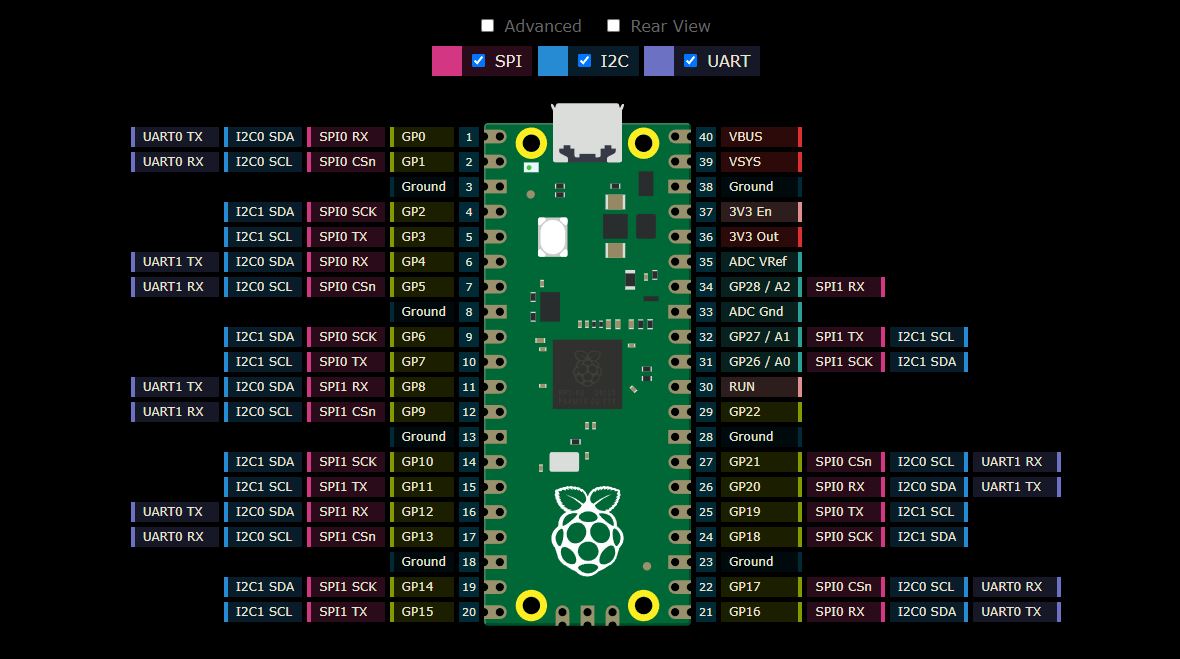 Advanced Rear View
SPI I2C UART
UART0 TX I2C0 SDA SPI0 RX GP0 1 40 VBUS
UART0 RX I2C0 SCL SPI0 CSn GP1 2 39 VSYS
Ground 3 38 Ground
I2C1 SDA SPI0 SCK GP2 4 37 3V3 En
I2C1 SCL SPI0 TX GP3 5 36 3V3 Out
UART1 TX I2C0 SDA SPI0 RX GP4 6 35 ADC VRef
UART1 RX I2C0 SCL SPI0 CSn GP5 7 34 GP28 / A2 SPI1 RX
Ground 8 33 ADC Gnd
I2C1 SDA SPI0 SCK GP6 9 32 GP27 / A1 SPI1 TX I2C1 SCL
I2C1 SCL SPI0 TX GP7 10 31 GP26 / A0 SPI1 SCK I2C1 SDA
UART1 TX I2C0 SDA SPI1 RX GP8 11 30 RUN
UART1 RX I2C0 SCL SPI1 CSn GP9 12 29 GP22
Ground 13 28 Ground
I2C1 SDA SPI1 SCK GP10 14 27 GP21 SPI0 CSn I2C0 SCL UART1 RX
I2C1 SCL SPI1 TX GP11 15 26 GP20 SPI0 RX I2C0 SDA UART1 TX
UART0 TX I2C0 SDA SPI1 RX GP12 16 25 GP19 SPI0 TX I2C1 SCL
UART0 RX I2C0 SCL SPI1 CSn GP13 17 24 GP18 SPI0 SCK I2C1 SDA
Ground 18 23 Ground
I2C1 SDA SPI1 SCK GP14 19 22 GP17 SPI0 CSn I2C0 SCL UART0 RX
I2C1 SCL SPI1 TX GP15 20 21 GP16 SPI0 RX I2C0 SDA UART0 TX